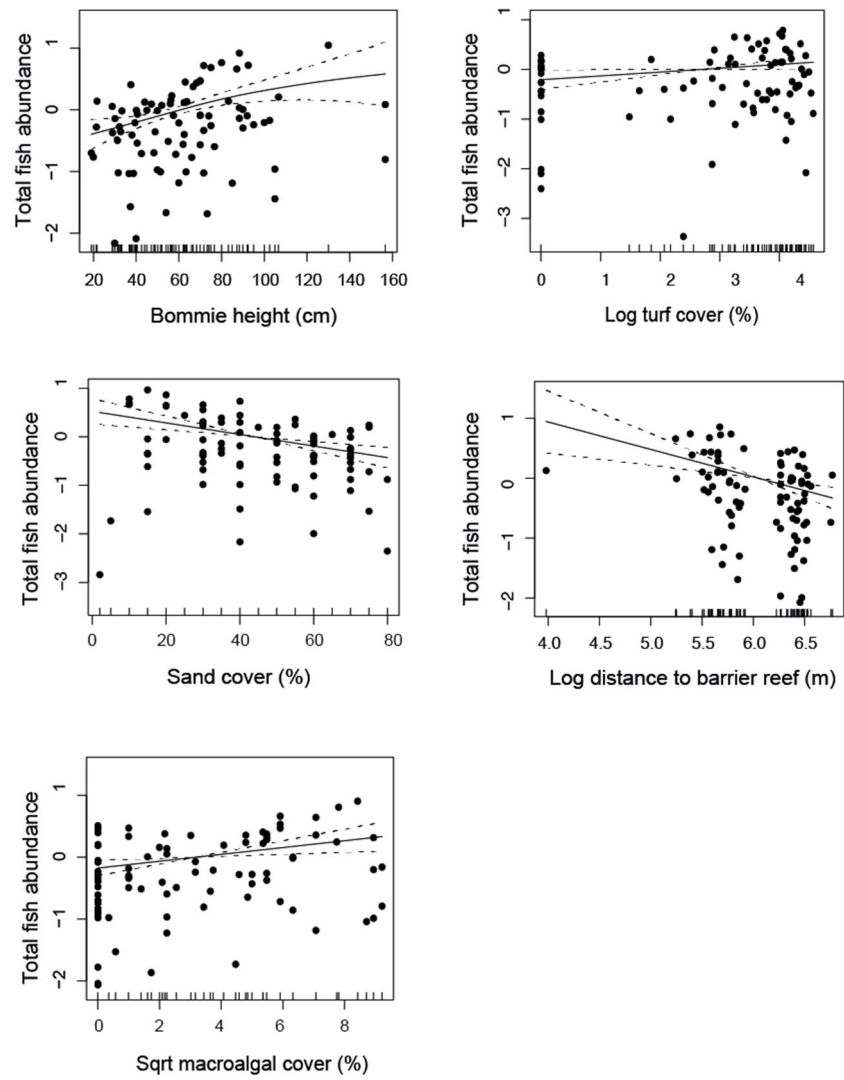 Total fish abundance
1
0
-1
-2
20 40 60 80 100 120 140 160
Bommie height (cm)
Total fish abundance
1
0
-1
-2
-3
0 1 2 3 4
Log turf cover (%)
Total fish abundance
1
0
-1
-2
-3
0 20 40 60 80
Sand cover (%)
Total fish abundance
1
0
-1
-2
4.0 4.5 5.0 5.5 6.0 6.5
Log distance to barrier reef (m)
Total fish abundance
1
0
-1
-2
0 2 4 6 8
Sqrt macroalgal cover (%)